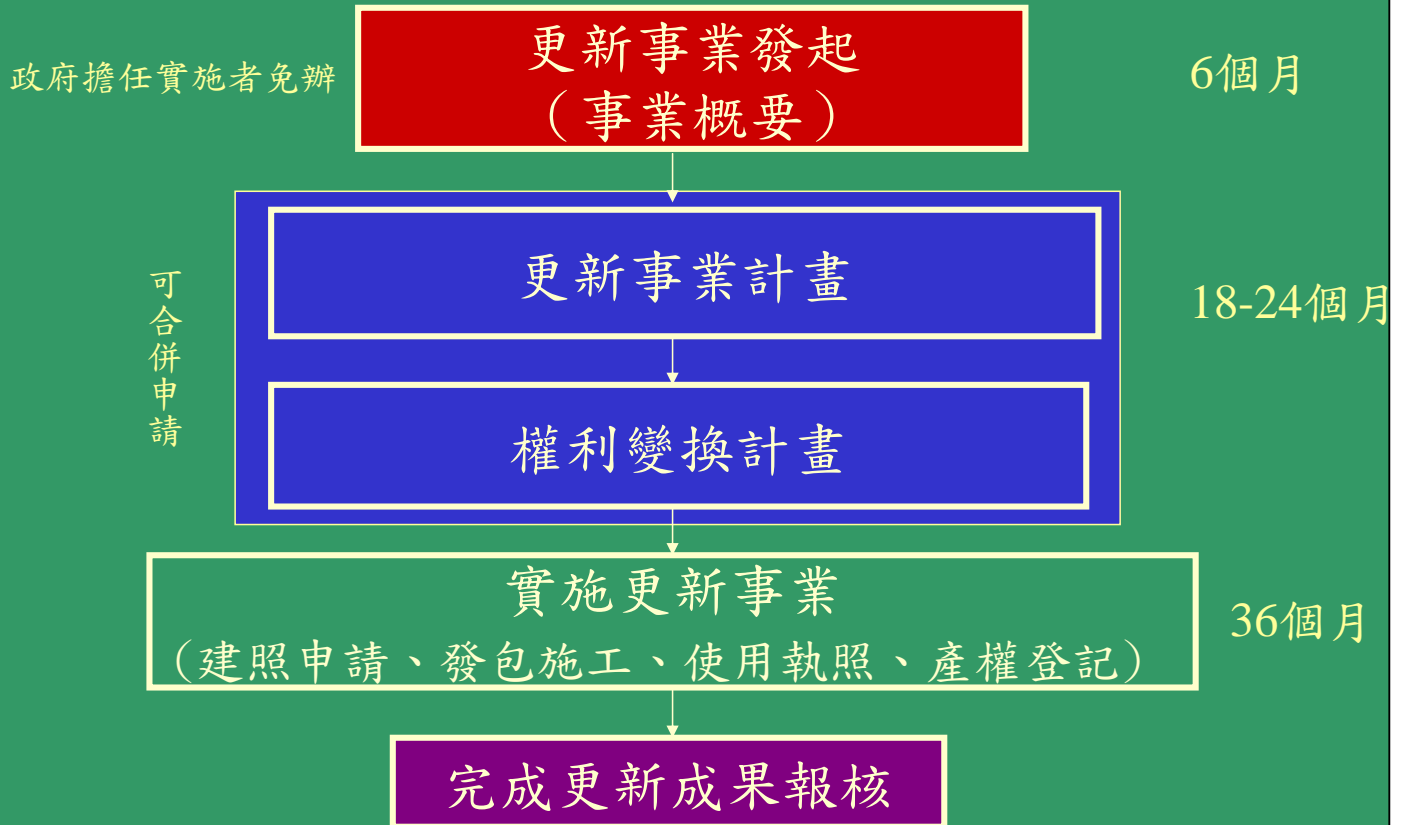 政府擔任實施者免辦
更新事業發起
（事業概要）
6個月
可合併申請
更新事業計畫
18-24個月
權利變換計畫
實施更新事業
（建照申請、發包施工、使用執照、產權登記）
36個月
完成更新成果報核